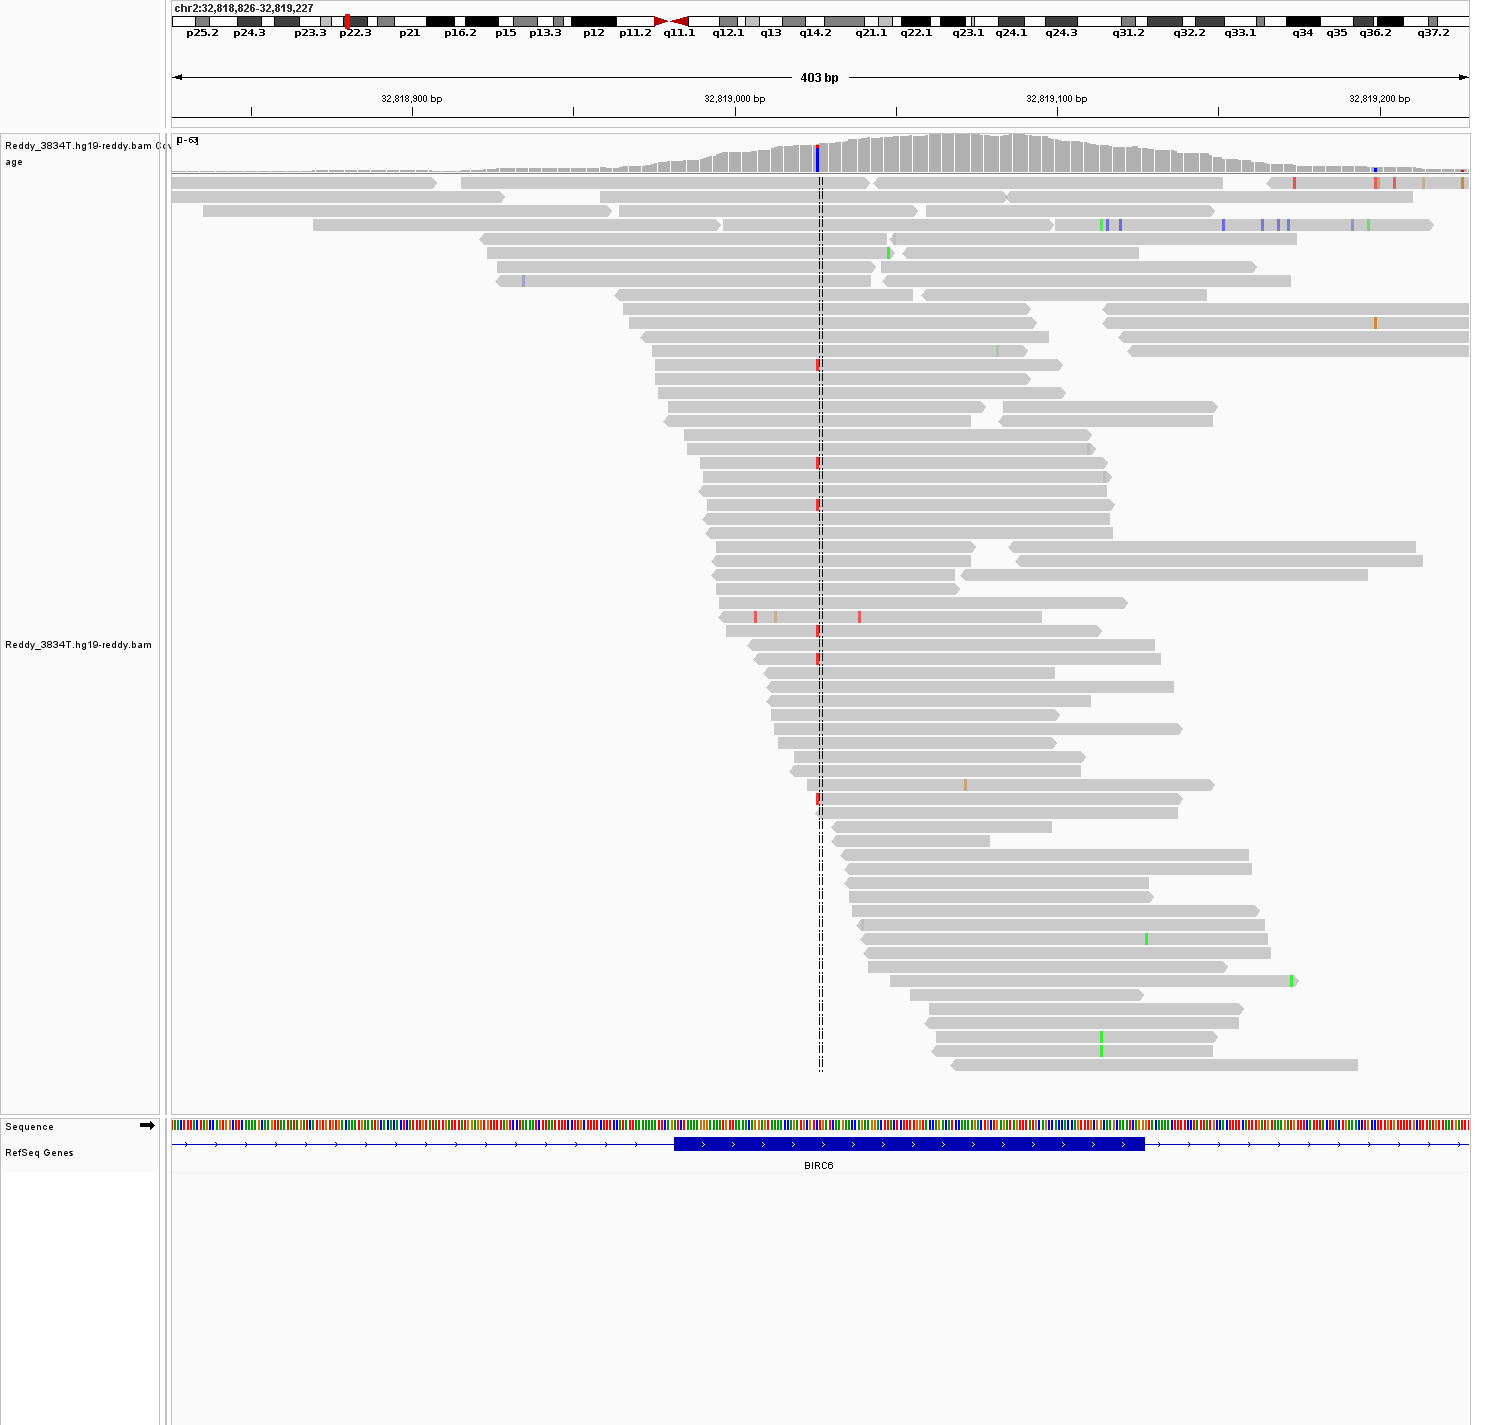 chr2:32,818,826-32,819,227
p25.2 p24.3 p23.3 p22.3 p21 p16.2 p15 p13.3 p12 p11.2 q11.1 q12.1 q13 q14.2 q21.1 q22.1 q23.1 q24.1 q24.3 q31.2 q32.2 q33.1 q34 q35 q36.2 q37.2
403 bp
32,818,900 bp 32,819,000 bp 32,819,100 bp 32,819,200 bp
[0 - 63]
Reddy_3834T.hg19-reddy.bam Cov
age
Reddy_3834T.hg19-reddy.bam
Sequence
RefSeq Genes
BIRC6